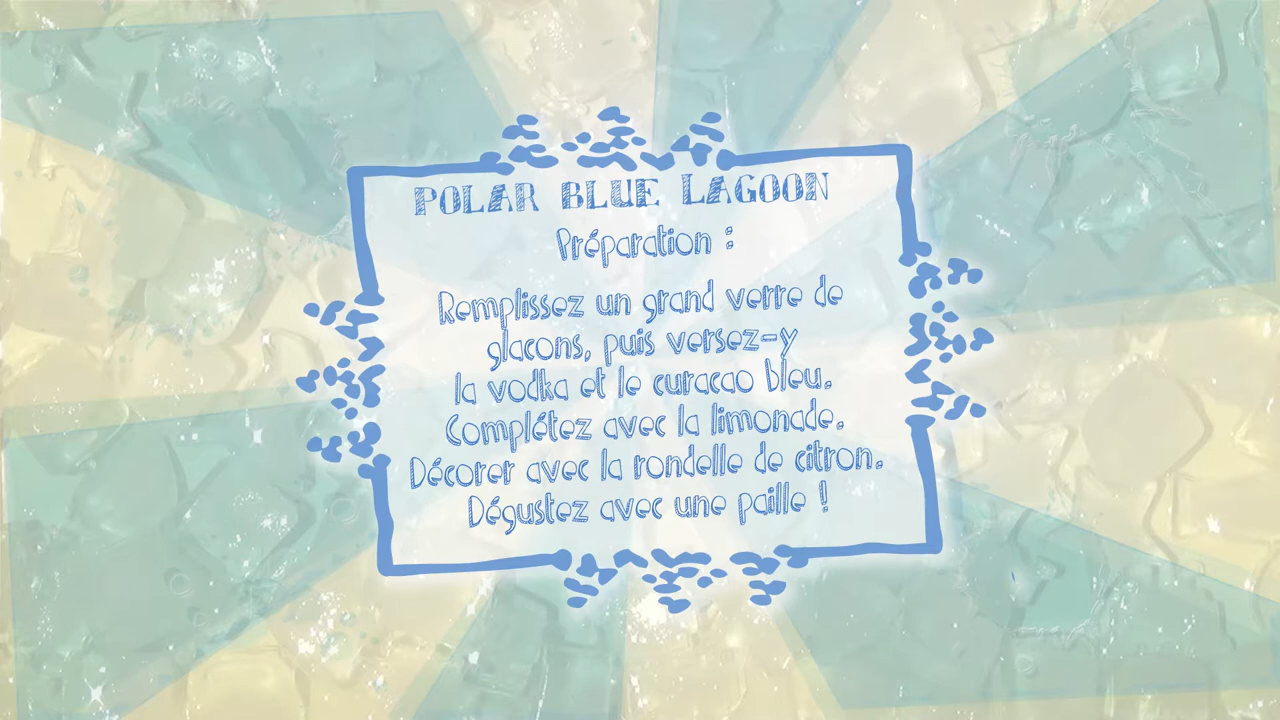 POLAR BLUE LAGOON
Préparation :
Remplissez un grand verre de
glacons, puis versez-y
la vodka et le curacao bleu.
Complétez avec la limonade.
Décorer avec la rondelle de citron.
Dégustez avec une paille !